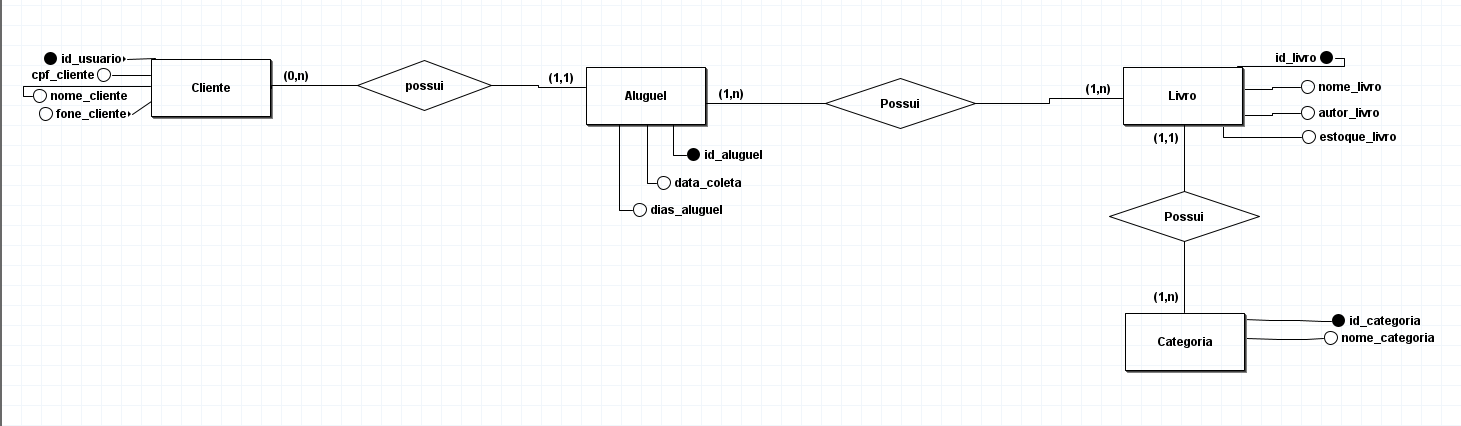 id_usuario
cpf_cliente
nome_cliente
fone_cliente
Cliente
(0,n)
possui
(1,1)
Aluguel
(1,n)
id_aluguel
data_coleta
dias_aluguel
Possui
(1,n)
Livro
id_livro
nome_livro
autor_livro
estoque_livro
(1,1)
Possui
(1,n)
Categoria
id_categoria
nome_categoria